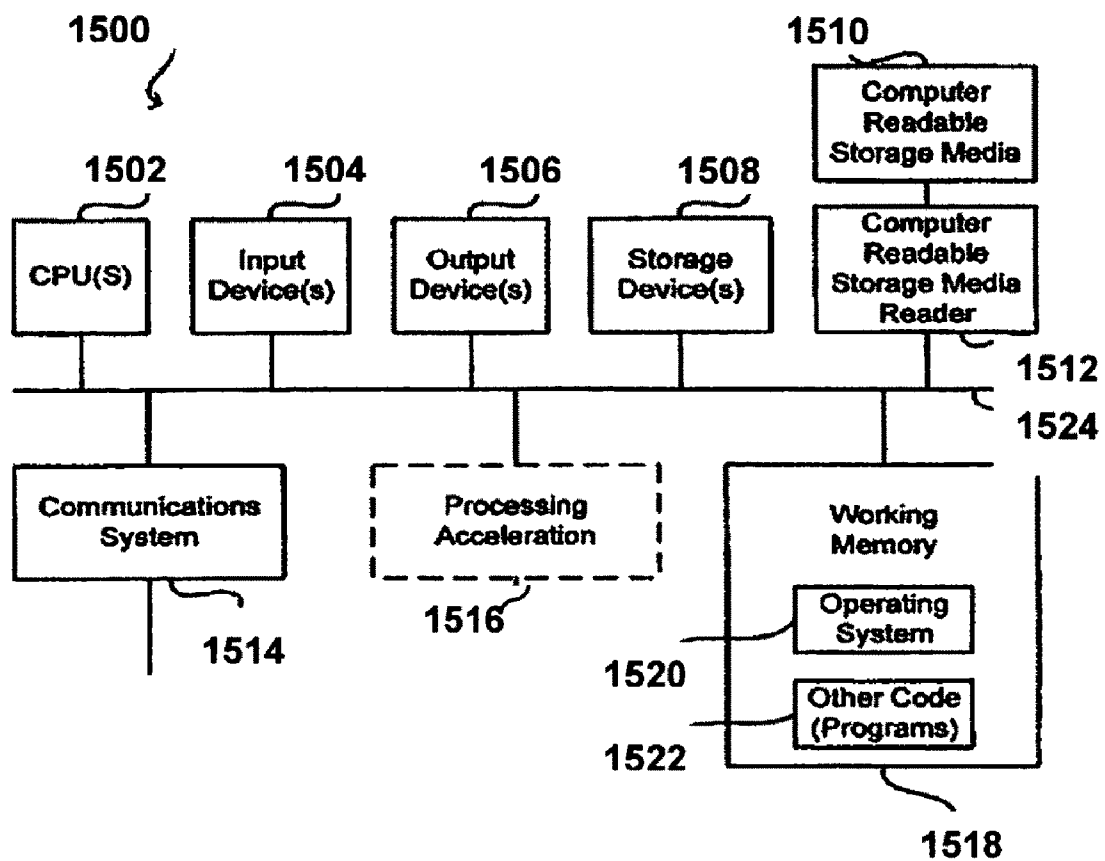 1500
1510
Computer
Readable
Storage Media
1502
1504
1506
1508
CPU(S)
Input
Device(s)
Output
Device(s)
Storage
Device(s)
Computer
Readable
Storage Media
Reader
1512
1524
Communications
System
Processing
Acceleration
Working
Memory
1514
1516
Operating
System
1520
Other Code
(Programs)
1522
1518